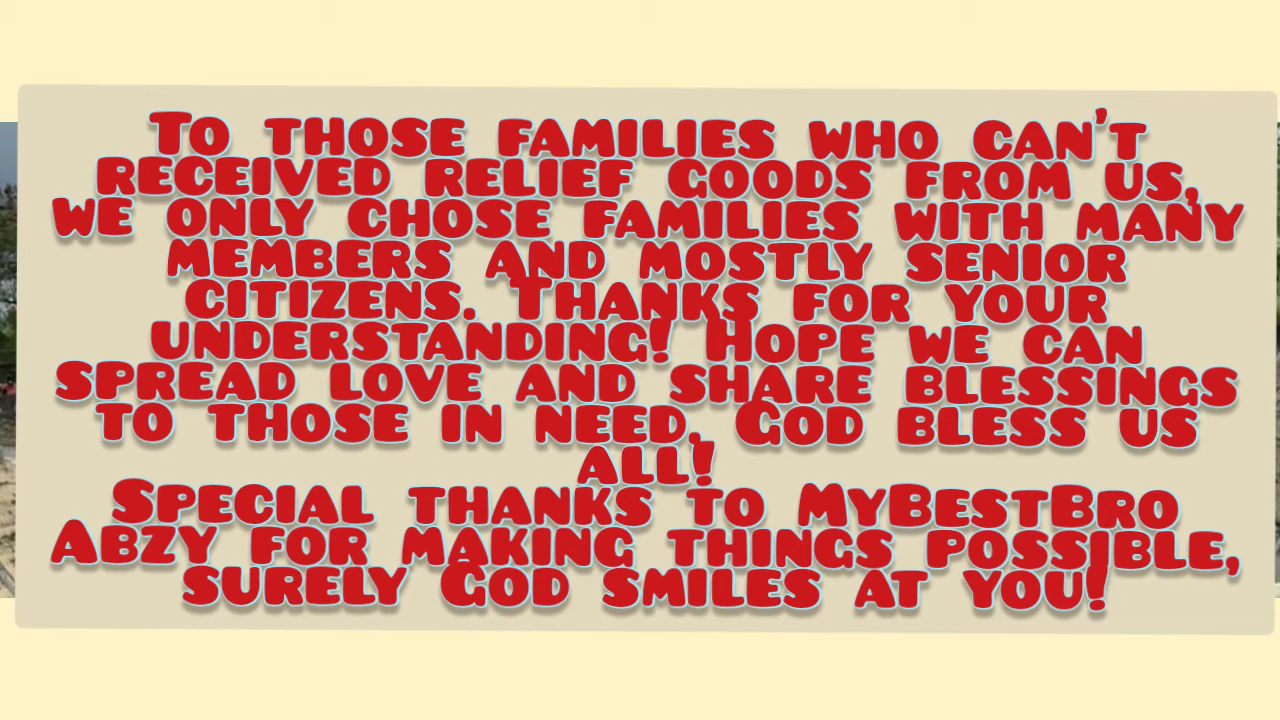 To those families who can't
received relief goods from us,
we only chose families with many
members and mostly senior
citizens. Thanks for your
understanding! Hope we can
spread love and share blessings
to those in need. God bless us
all!
Special thanks to MyBestBro
Abzy for making things possible,
surely God smiles at you!